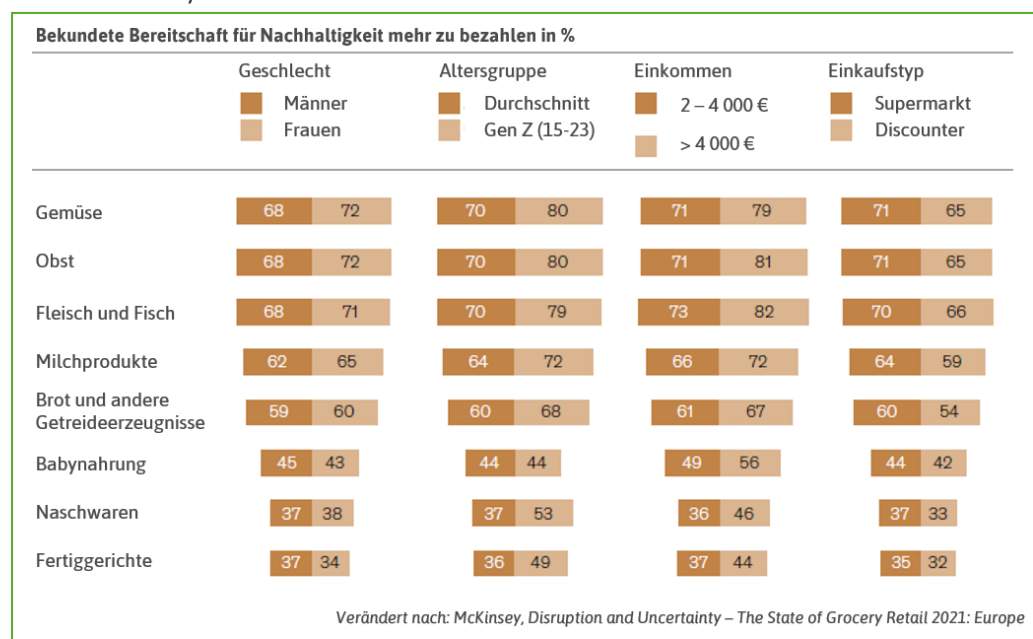 Bekundete Bereitschaft für Nachhaltigkeit mehr zu bezahlen in %
Geschlecht Altersgruppe Einkommen Einkaufstyp
Männer Durchschnitt 2 – 4 000 € Supermarkt
Frauen Gen Z (15-23) > 4 000 € Discounter
Gemüse 68 72 70 80 71 79 71 65
Obst 68 72 70 80 71 81 71 65
Fleisch und Fisch 68 71 70 79 73 82 70 66
Milchprodukte 62 65 64 72 66 72 64 59
Brot und andere
Getreideerzeugnisse 59 60 60 68 61 67 60 54
Babynahrung 45 43 44 44 49 56 44 42
Naschwaren 37 38 37 53 36 46 37 33
Fertiggerichte 37 34 36 49 37 44 35 32
Verändert nach: McKinsey, Disruption and Uncertainty – The State of Grocery Retail 2021: Europe